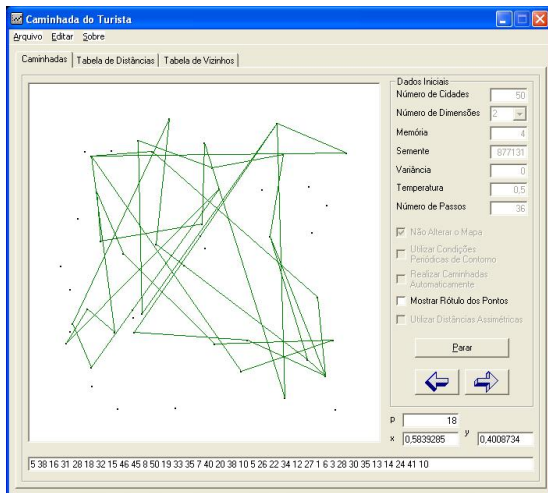 Caminhada do Turista
Arquivo Editar Sobre
Caminhadas Tabela de Distâncias Tabela de Vizinhos
Dados Iniciais
Número de Cidades 50
Número de Dimensões 2
Memória 4
Semente 877131
Variância 0
Temperatura 0,5
Número de Passos 36
Não Alterar o Mapa
Utilizar Condições
Periódicas de Contorno
Realizar Caminhadas
Automaticamente
Mostrar Rótulo dos Pontos
Utilizar Distâncias Assimétricas
Parar
p 18
x 0,5839285 y 0,4008734
5 38 16 31 28 18 32 15 46 45 8 50 19 33 35 7 40 20 38 10 5 26 22 34 12 27 1 6 3 28 30 35 13 14 24 41 10